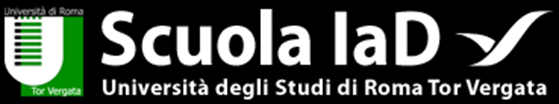 Università di Roma
Tor Vergata
Scuola IaD
Università degli Studi di Roma Tor Vergata